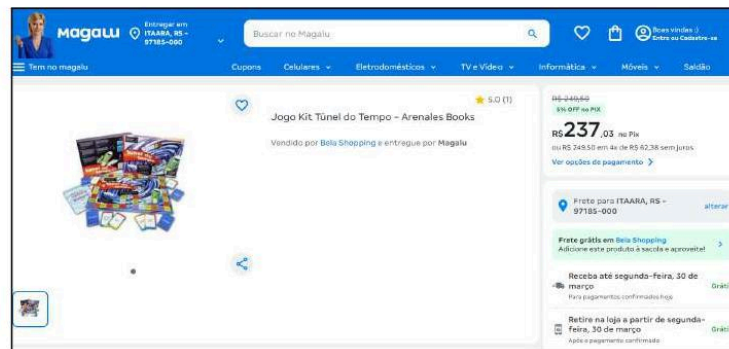 Magalu
Entregar em
ITAARA, RS -
97185-000
Buscar no Magalu
Boas vindas :)
Entre ou Cadastre-se
Tem no magalu
Cupons
Celulares
Eletrodomésticos
TV e Vídeo
Informática
Móveis
Saldão
5.0 (1)
Jogo Kit Túnel do Tempo - Arenales Books
Vendido por Bela Shopping e entregue por Magalu
R$ 249,50
5% OFF no PIX
R$ 237,03 no Pix
ou R$ 249.50 em 4x de R$ 62,38 sem juros
Ver opções de pagamento
Frete para ITAARA, RS -
97185-000
alterar
Frete grátis em Bela Shopping
Adicione este produto à sacola e aproveite!
Receba até segunda-feira, 30 de
março
Gráti
Para pagamentos confirmados hoje
Retire na loja a partir de segunda-
feira, 30 de março
Gráti
Após o pagamento confirmado